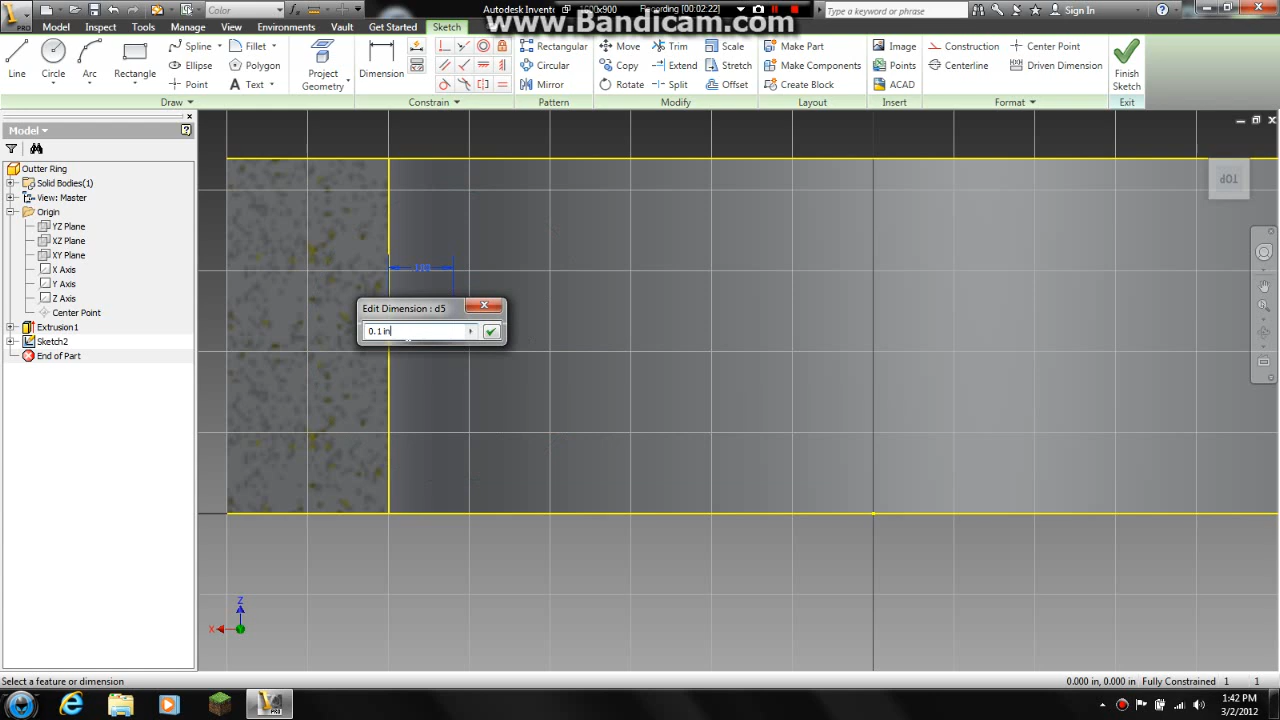 Color
Autodesk Invento
1600x900
Recording [00:02:22]
www.Bandicam.com
Type a keyword or phrase
Sign In
PRO
Model Inspect Tools Manage View Environments Vault Get Started Sketch
Line
Circle
Arc
Rectangle
Spline
Ellipse
Point
Fillet
Polygon
Text
Project
Geometry
Dimension
Rectangular
Circular
Mirror
Move
Copy
Rotate
Trim
Extend
Split
Scale
Stretch
Offset
Make Part
Make Components
Create Block
Image
Points
ACAD
Construction
Centerline
Center Point
Driven Dimension
Finish
Sketch
Draw
Constrain
Pattern
Modify
Layout
Insert
Format
Exit
Model
Outter Ring
Solid Bodies(1)
View: Master
Origin
YZ Plane
XZ Plane
XY Plane
X Axis
Y Axis
Z Axis
Center Point
Extrusion1
Sketch2
End of Part
TOP
Edit Dimension : d5
0.1in
Z
X
Select a feature or dimension
0.000 in, 0.000 in Fully Constrained 1 1
PRO
1:42 PM
3/2/2012